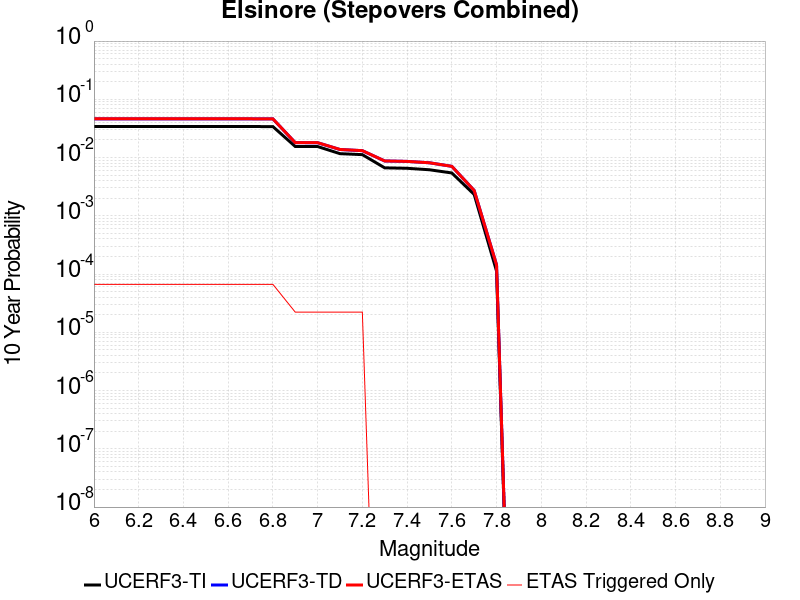 Elsinore (Stepovers Combined)
10 0
10 -1
10 -2
10 -3
10 -4
10 -5
10 -6
10 -7
10 -8
10 Year Probability
6 6.2 6.4 6.6 6.8 7 7.2 7.4 7.6 7.8 8 8.2 8.4 8.6 8.8 9
Magnitude
UCERF3-TI UCERF3-TD UCERF3-ETAS ETAS Triggered Only